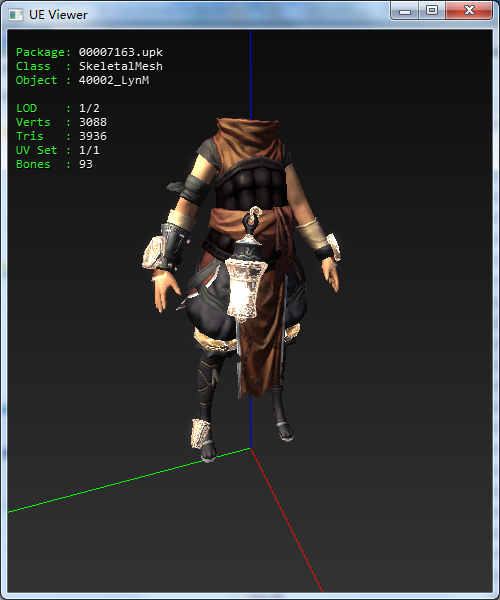 UE Viewer
Package: 00007163.upk
Class : SkeletalMesh
Object : 40002_LynM
LOD : 1/2
Verts : 3088
Tris : 3936
UV Set : 1/1
Bones : 93